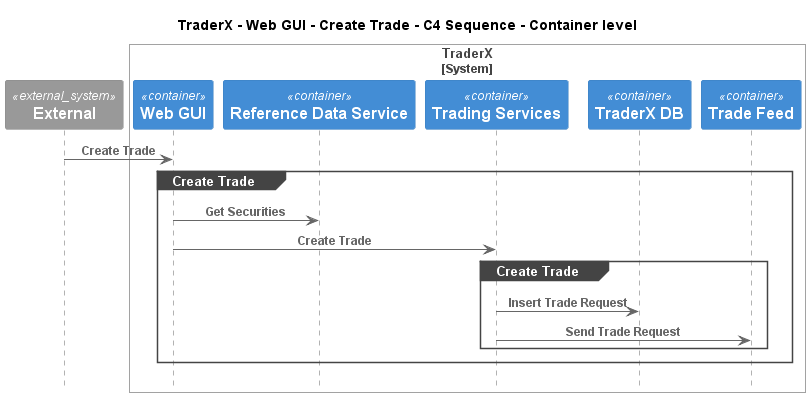 TraderX - Web GUI - Create Trade - C4 Sequence - Container level
TraderX
[System]
«external_system»
External
«container»
Web GUI
«container»
Reference Data Service
«container»
Trading Services
«container»
TraderX DB
«container»
Trade Feed
Create Trade
Create Trade
Get Securities
Create Trade
Create Trade
Insert Trade Request
Send Trade Request